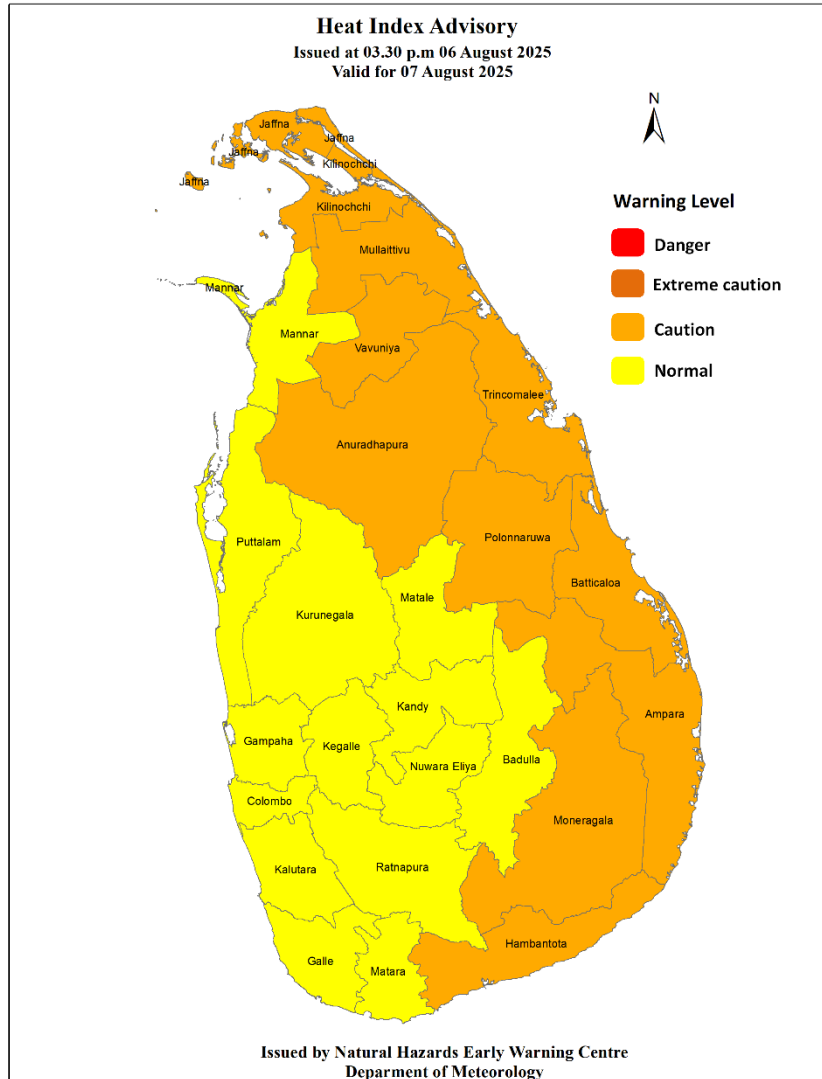 Heat Index Advisory
Issued at 03.30 p.m 06 August 2025
Valid for 07 August 2025
N
Jaffna
Jaffna
Jaffna
Kilinochchi
Jaffna
Kilinochchi
Warning Level
Danger
Mullaittivu
Extreme caution
Mannar
Caution
Mannar
Vavuniya
Normal
Trincomalee
Anuradhapura
Puttalam
Polonnaruwa
Batticaloa
Matale
Kurunegala
Kandy
Ampara
Gampaha
Kegalle
Badulla
Nuwara Eliya
Colombo
Moneragala
Kalutara
Ratnapura
Hambantota
Galle
Matara
Issued by Natural Hazards Early Warning Centre
Deparment of Meteorology